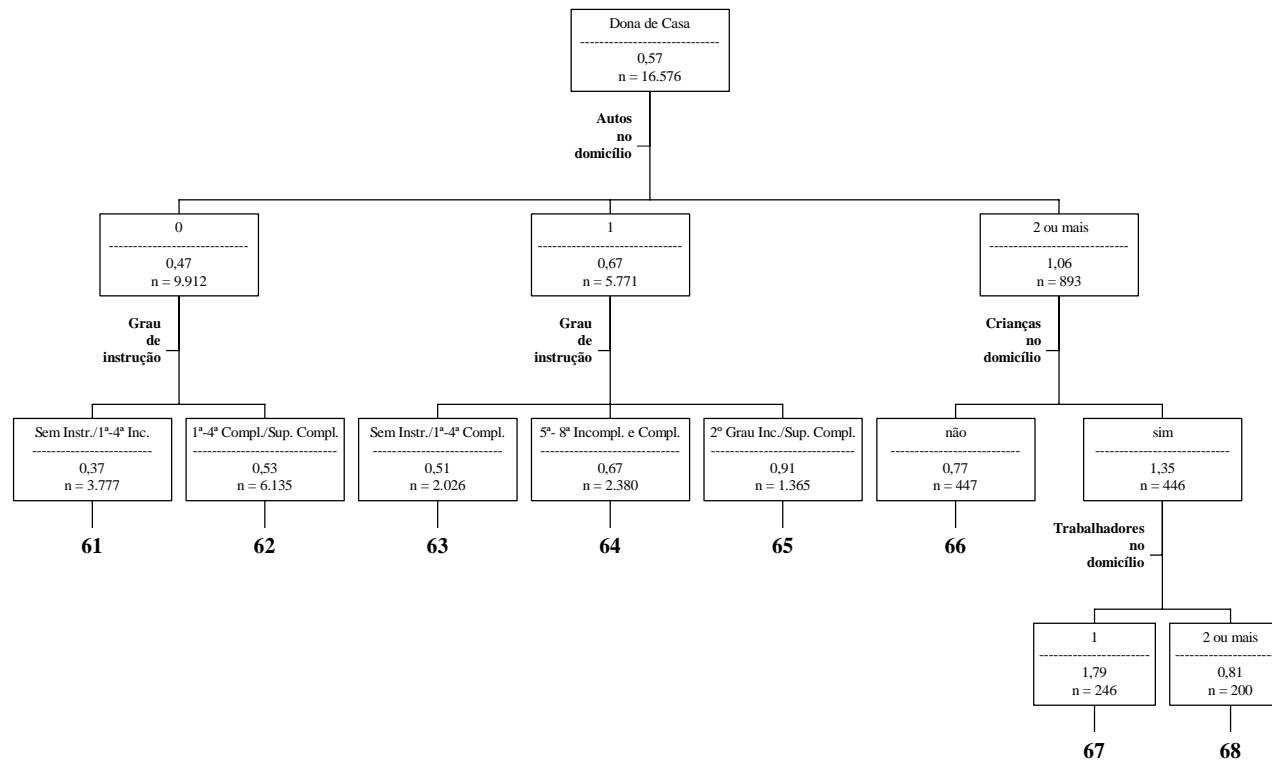 Dona de Casa
-----------------------------
0,57
n = 16.576
Autos
no
domicílio
0
-----------------------------
0,47
n = 9.912
1
-----------------------------
0,67
n = 5.771
2 ou mais
-----------------------------
1,06
n = 893
Grau
de
instrução
Grau
de
instrução
Crianças
no
domicílio
Sem Instr./1ª-4ª Inc.
-----------------------------
0,37
n = 3.777
1ª-4ª Compl./Sup. Compl.
-----------------------------
0,53
n = 6.135
Sem Instr./1ª-4ª Compl.
-----------------------------
0,51
n = 2.026
5ª- 8ª Incompl. e Compl.
-----------------------------
0,67
n = 2.380
2º Grau Inc./Sup. Compl.
-----------------------------
0,91
n = 1.365
não
-----------------------------
0,77
n = 447
sim
-----------------------------
1,35
n = 446
61
62
63
64
65
66
Trabalhadores
no
domicílio
1
-----------------------------
1,79
n = 246
2 ou mais
-----------------------------
0,81
n = 200
67
68